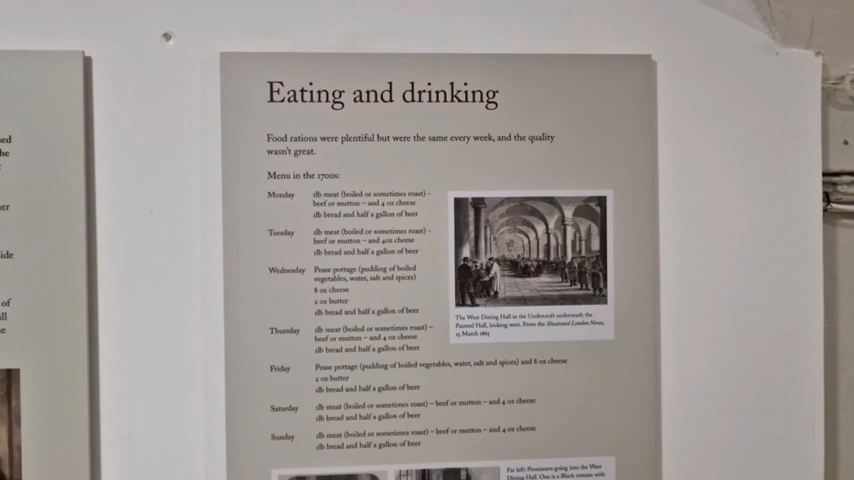 Eating and drinking
Food rations were plentiful but were the same every week, and the quality
wasn't great.
Menu in the 1700s:
Monday 1lb meat (boiled or sometimes roast) –
beef or mutton – and 4 oz cheese
1lb bread and half a gallon of beer
Tuesday 1lb meat (boiled or sometimes roast) –
beef or mutton – and 4oz cheese
1lb bread and half a gallon of beer
Wednesday Pease pottage (pudding of boiled
vegetables, water, salt and spices)
8 oz cheese
2 oz butter
1lb bread and half a gallon of beer
Thursday 1lb meat (boiled or sometimes roast) –
beef or mutton – and 4 oz cheese
1lb bread and half a gallon of beer
Friday Pease pottage (pudding of boiled vegetables, water, salt and spices) and 8 oz cheese
2 oz butter
1lb bread and half a gallon of beer
Saturday 1lb meat (boiled or sometimes roast) – beef or mutton – and 4 oz cheese
1lb bread and half a gallon of beer
Sunday 1lb meat (boiled or sometimes roast) – beef or mutton – and 4 oz cheese
1lb bread and half a gallon of beer
The West Dining Hall in the Undercroft underneath the
Painted Hall, looking west. From the Illustrated London News,
25 March 1865
Far left: Pensioners going into the West
Dining Hall. One is a Black veteran with
of